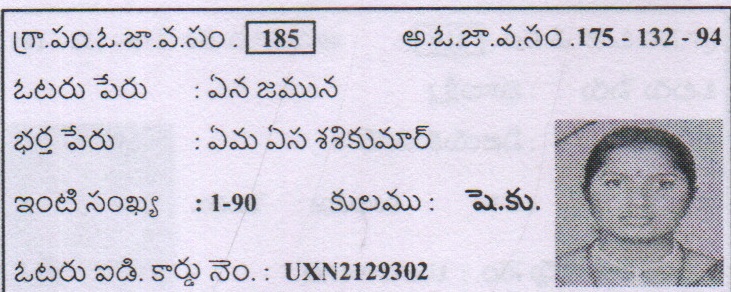 గ్రా.పం.ఓ.జా.వ.సం. 185 అ.ఓ.జా.వ.సం .175 - 132 - 94
ఓటరు పేరు : ఏన జమున
భర్త పేరు : ఏమ ఏస శశికుమార్
ఇంటి సంఖ్య : 1-90 కులము : షె.కు.
ఓటరు ఐడి. కార్డు నెం. : UXN2129302